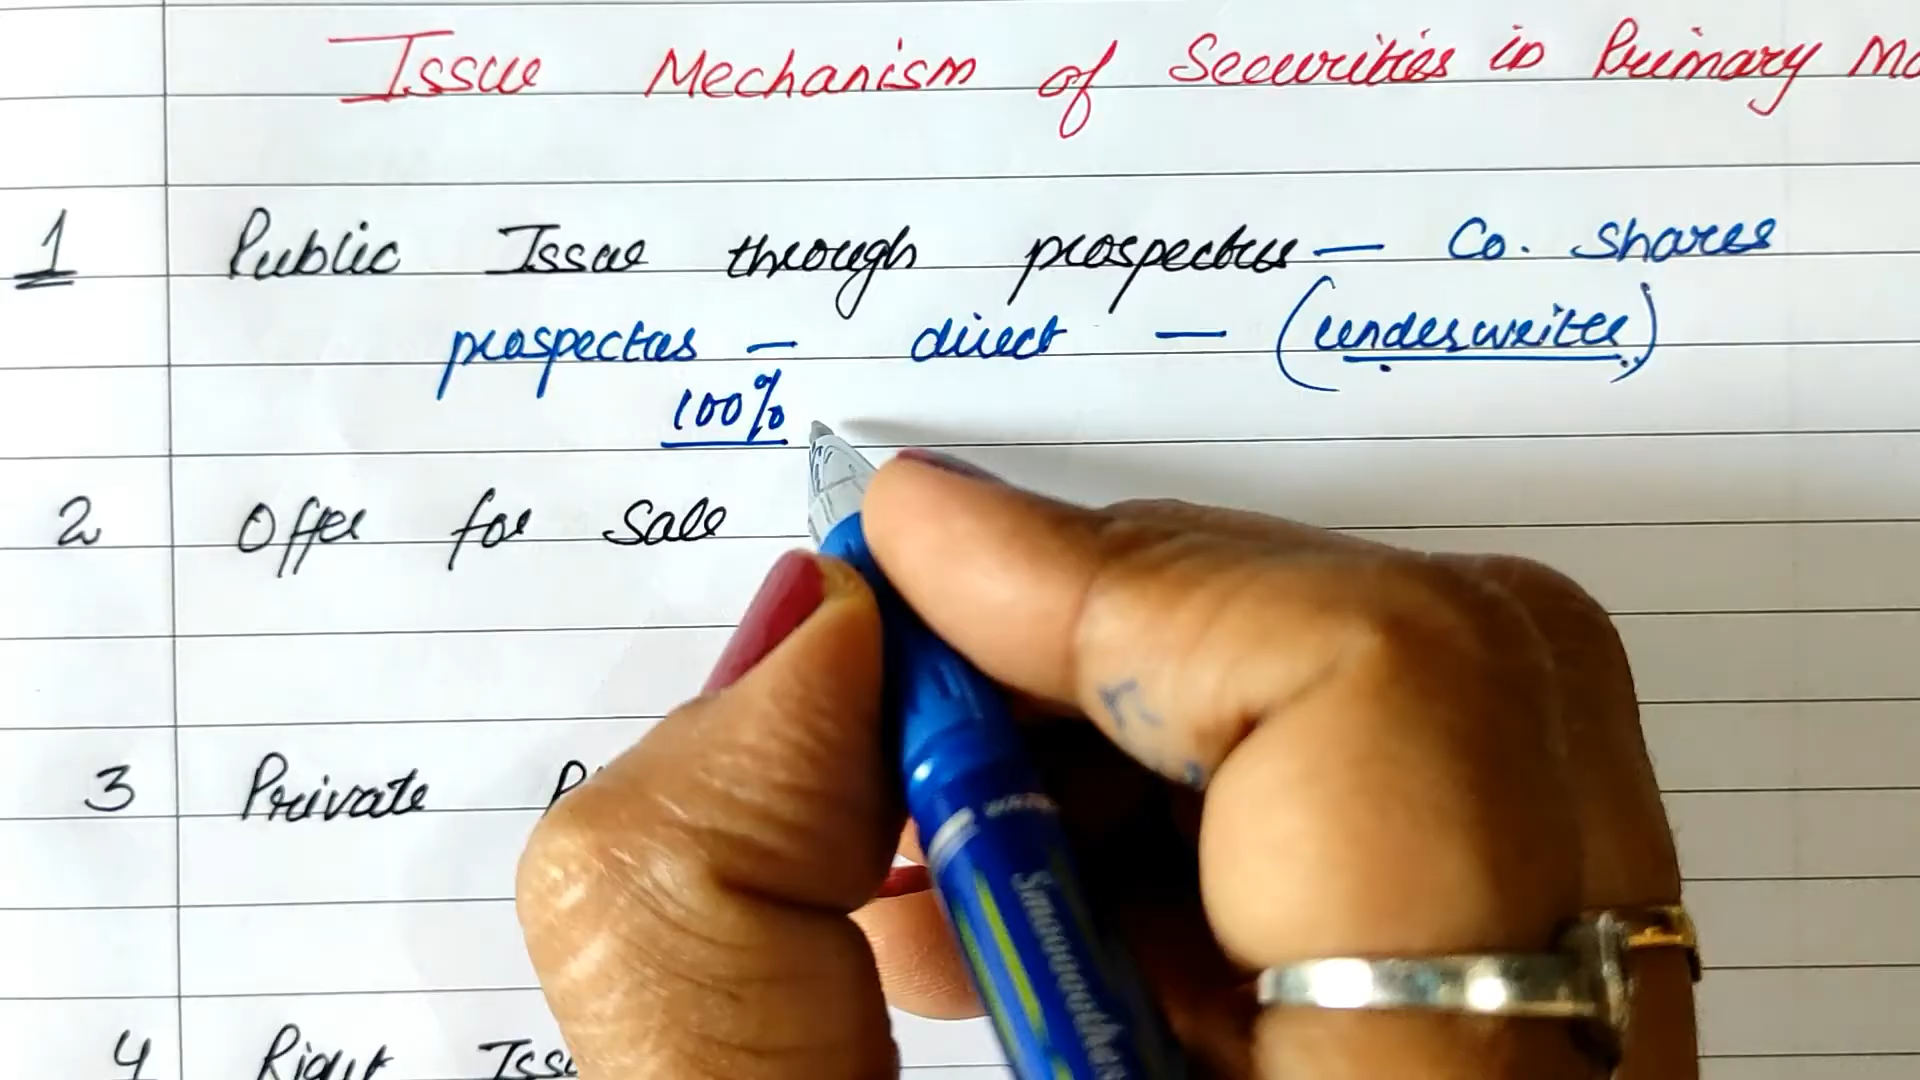 Issue Mechanism of Securities in Primary
1 Public Issue through prospectus — Co. Shares
prospectus — direct — (underwriter)
100%
2 Offer for Sale
3 Private
4 Right
Smooooother